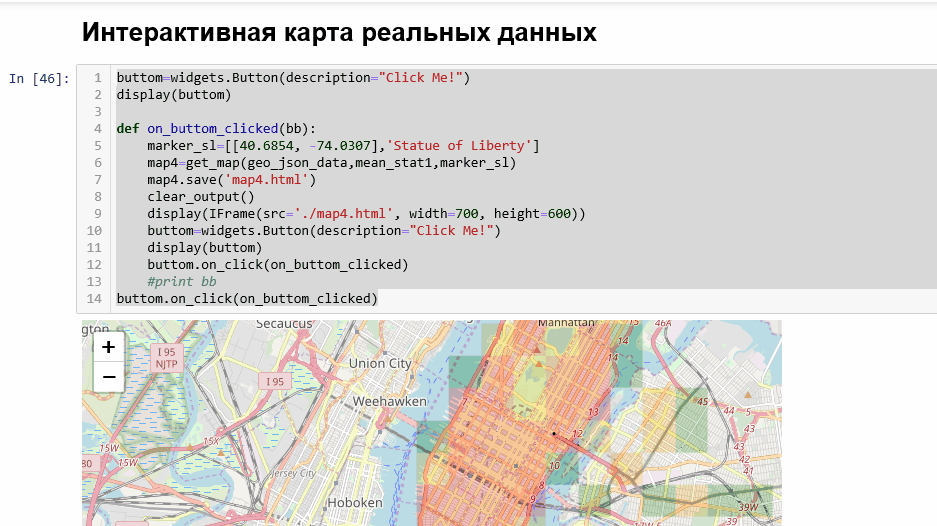 Интерактивная карта реальных данных
In [46]:
1 buttom=widgets.Button(description="Click Me!")
2 display(buttom)
3
4 def on_buttom_clicked(bb):
5     marker_sl=[[40.6854, -74.0307],'Statue of Liberty']
6     map4=get_map(geo_json_data,mean_stat1,marker_sl)
7     map4.save('map4.html')
8     clear_output()
9     display(IFrame(src='./map4.html', width=700, height=600))
10     buttom=widgets.Button(description="Click Me!")
11     display(buttom)
12     buttom.on_click(on_buttom_clicked)
13     #print bb
14 buttom.on_click(on_buttom_clicked)
gton
Secaucus
Manhattan
46A
+
−
I 95
NJTP
14
Union City
14
I 95
Weehawken
7
13
45
44
5
43
12
15X
43
15W
15W
42
80
10
41
Jersey City
9
Hoboken
8
39W
39